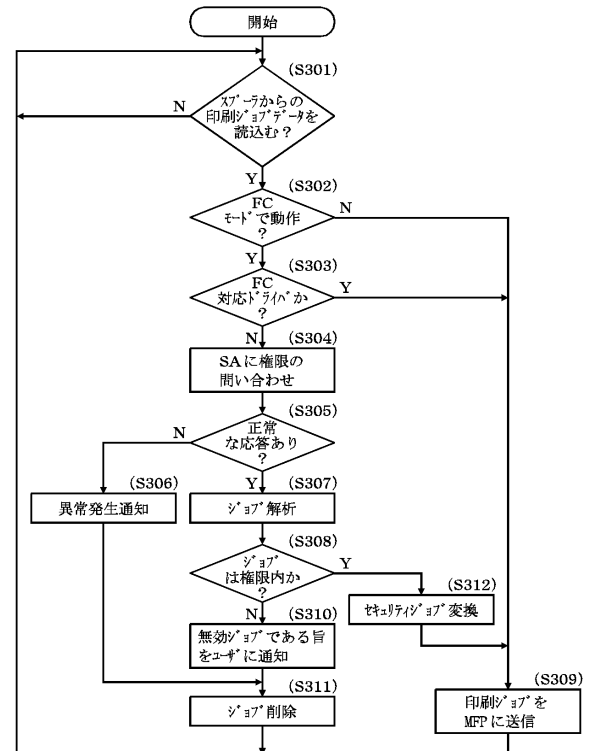 開始
(S301)
ｽﾌﾟｰﾗからの
印刷ｼﾞｮﾌﾞﾃﾞｰﾀを
読込む？
N
Y
(S302)
FC
ﾓｰﾄﾞで動作
？
N
Y
(S303)
FC
対応ﾄﾞﾗｲﾊﾞか
？
Y
N
(S304)
SAに権限の
問い合わせ
(S305)
正常
な応答あり
？
N
Y
(S306)
異常発生通知
(S307)
ｼﾞｮﾌﾞ解析
(S308)
ｼﾞｮﾌﾞ
は権限内か
？
Y
N
(S312)
ｾｷｭﾘﾃｨｼﾞｮﾌﾞ変換
(S310)
無効ｼﾞｮﾌﾞである旨
をﾕｰｻﾞに通知
(S311)
ｼﾞｮﾌﾞ削除
(S309)
印刷ｼﾞｮﾌﾞを
MFPに送信